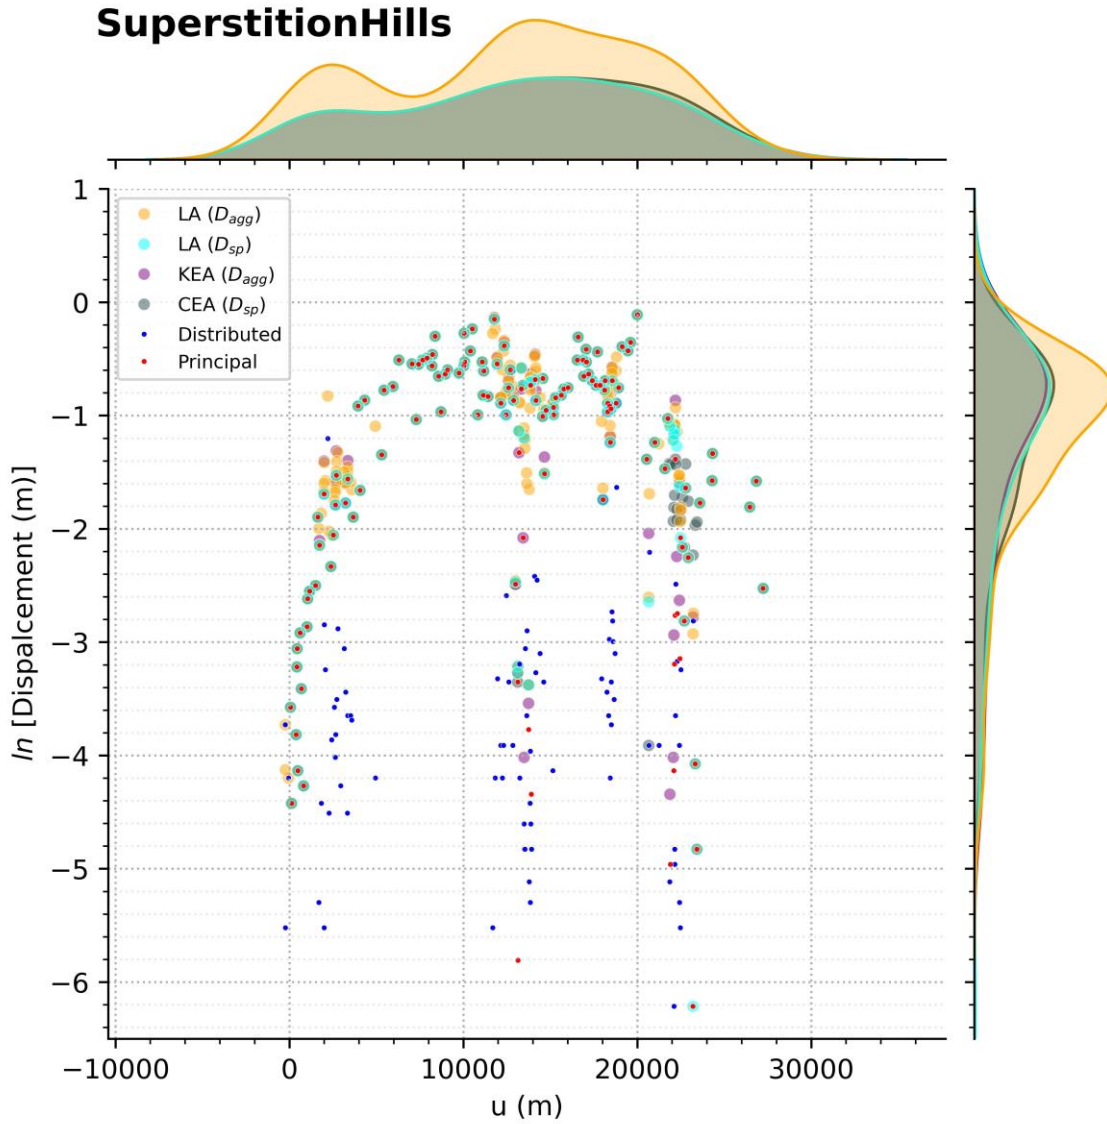 SuperstitionHills
LA (D_agg)
LA (D_sp)
KEA (D_agg)
CEA (D_sp)
Distributed
Principal
1
0
−1
−2
−3
−4
−5
−6
ln [Dispalcement (m)]
−10000 0 10000 20000 30000
u (m)